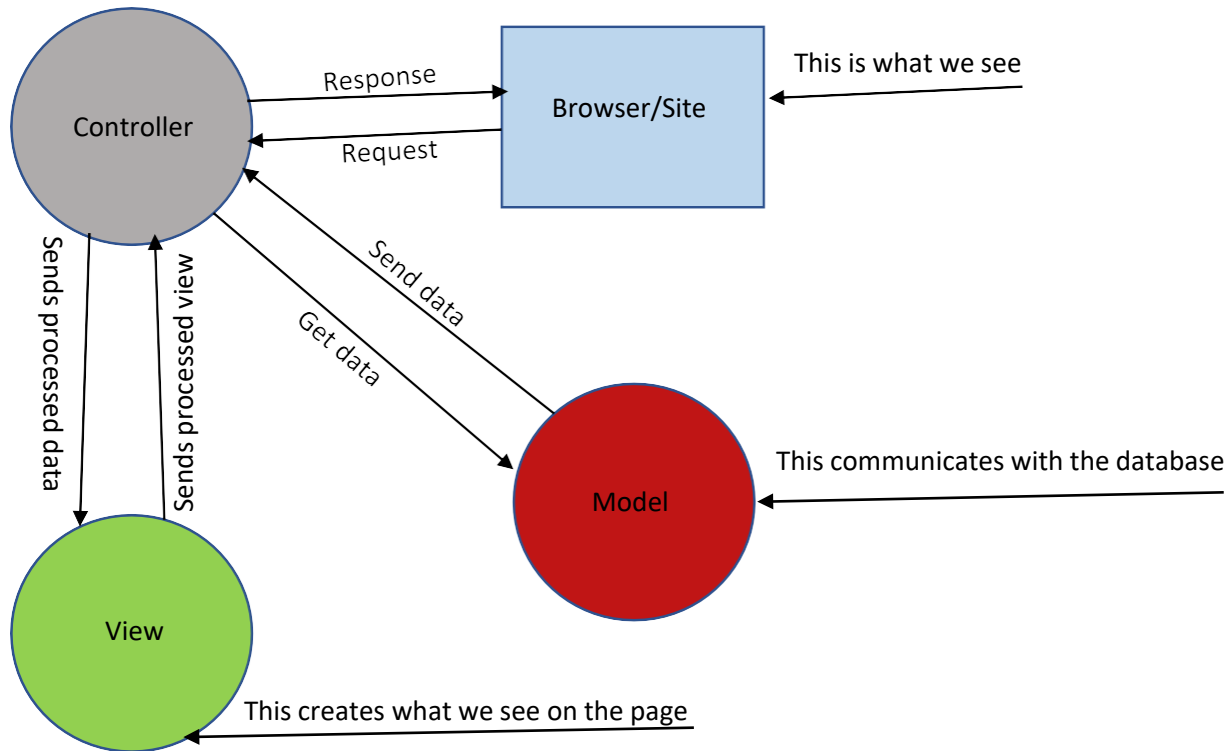 This is what we see
Response
Browser/Site
Controller
Request
Send data
Sends processed data
Sends processed view
Get data
This communicates with the database
Model
View
This creates what we see on the page